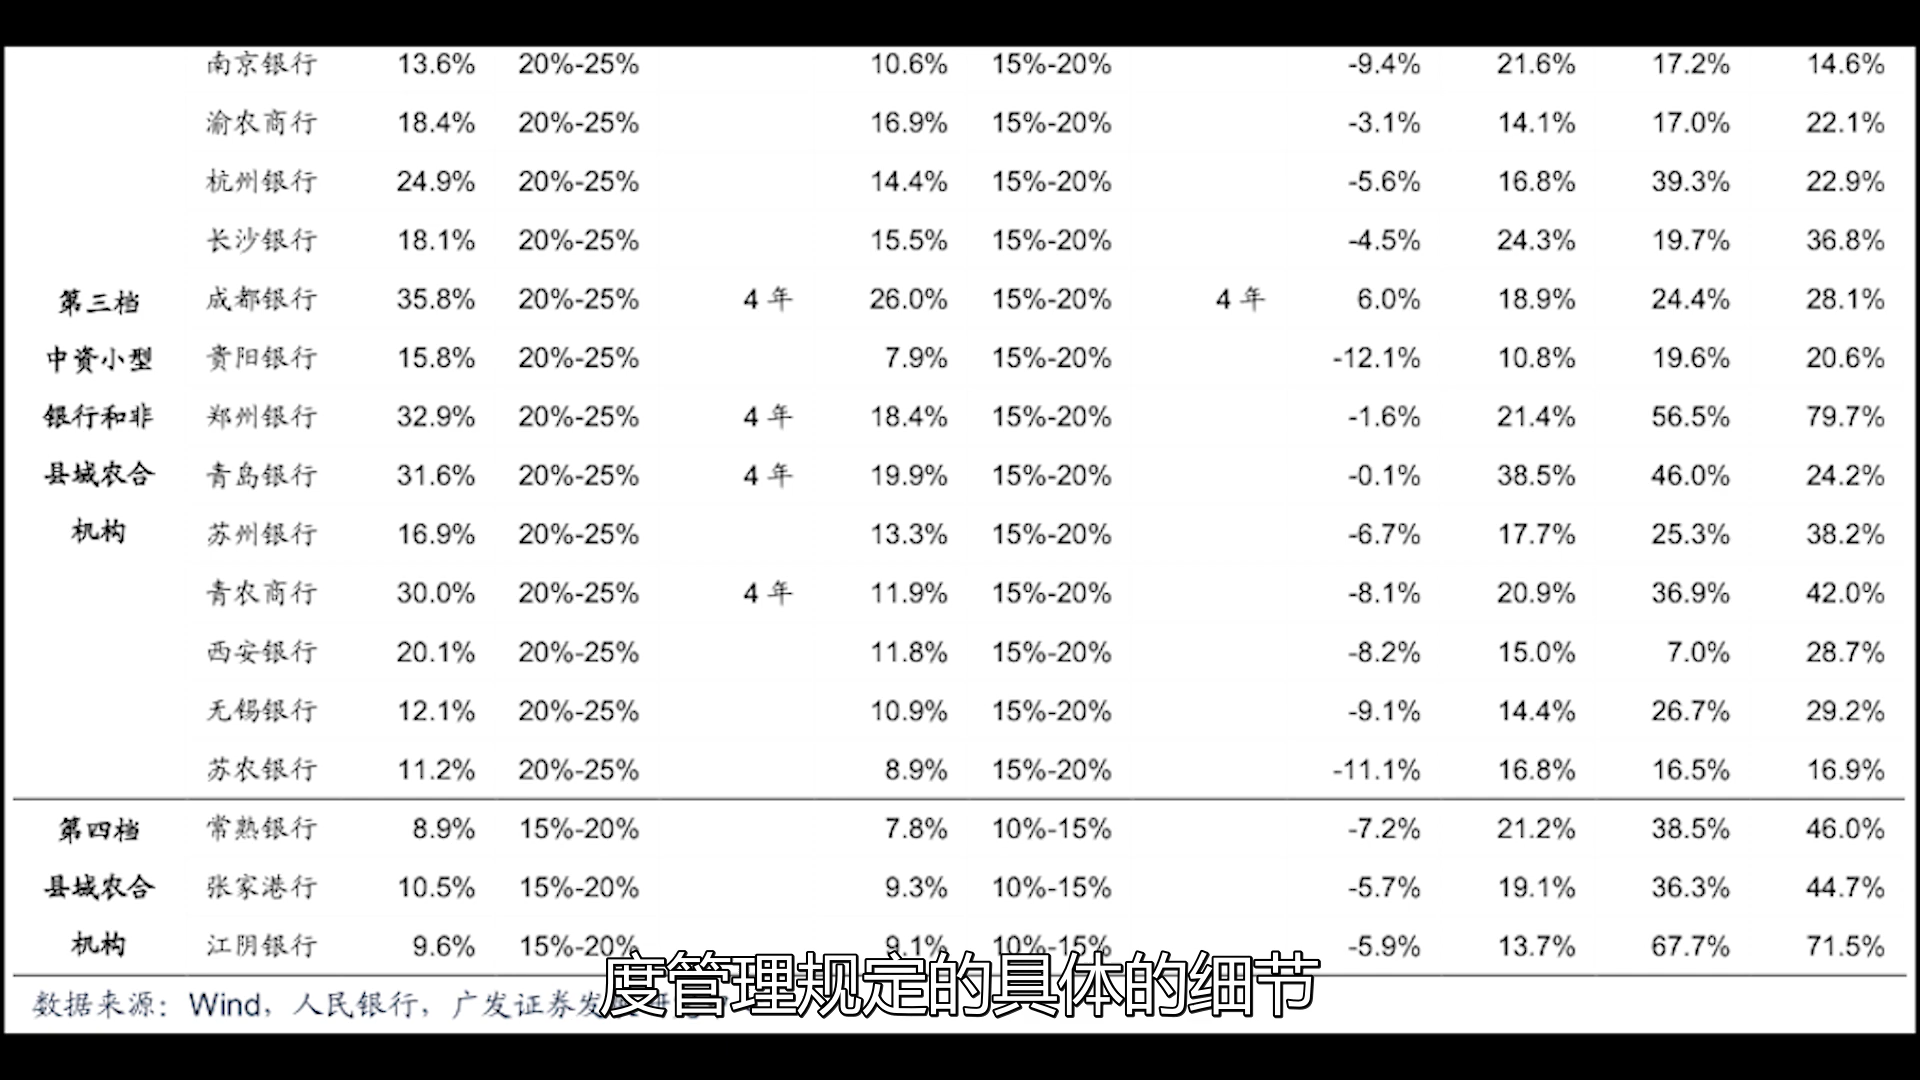 南京银行 13.6% 20%-25% 10.6% 15%-20% -9.4% 21.6% 17.2% 14.6%
渝农商行 18.4% 20%-25% 16.9% 15%-20% -3.1% 14.1% 17.0% 22.1%
杭州银行 24.9% 20%-25% 14.4% 15%-20% -5.6% 16.8% 39.3% 22.9%
长沙银行 18.1% 20%-25% 15.5% 15%-20% -4.5% 24.3% 19.7% 36.8%
第三档 成都银行 35.8% 20%-25% 4 年 26.0% 15%-20% 4 年 6.0% 18.9% 24.4% 28.1%
中资小型 贵阳银行 15.8% 20%-25% 7.9% 15%-20% -12.1% 10.8% 19.6% 20.6%
银行和非 郑州银行 32.9% 20%-25% 4 年 18.4% 15%-20% -1.6% 21.4% 56.5% 79.7%
县城农合 青岛银行 31.6% 20%-25% 4 年 19.9% 15%-20% -0.1% 38.5% 46.0% 24.2%
机构 苏州银行 16.9% 20%-25% 13.3% 15%-20% -6.7% 17.7% 25.3% 38.2%
青农商行 30.0% 20%-25% 4 年 11.9% 15%-20% -8.1% 20.9% 36.9% 42.0%
西安银行 20.1% 20%-25% 11.8% 15%-20% -8.2% 15.0% 7.0% 28.7%
无锡银行 12.1% 20%-25% 10.9% 15%-20% -9.1% 14.4% 26.7% 29.2%
苏农银行 11.2% 20%-25% 8.9% 15%-20% -11.1% 16.8% 16.5% 16.9%
第四档 常熟银行 8.9% 15%-20% 7.8% 10%-15% -7.2% 21.2% 38.5% 46.0%
县城农合 张家港行 10.5% 15%-20% 9.3% 10%-15% -5.7% 19.1% 36.3% 44.7%
机构 江阴银行 9.6% 15%-20% 9.1% 10%-15% -5.9% 13.7% 67.7% 71.5%
度管理规定的具体的细节
数据来源：Wind，人民银行，广发证券发